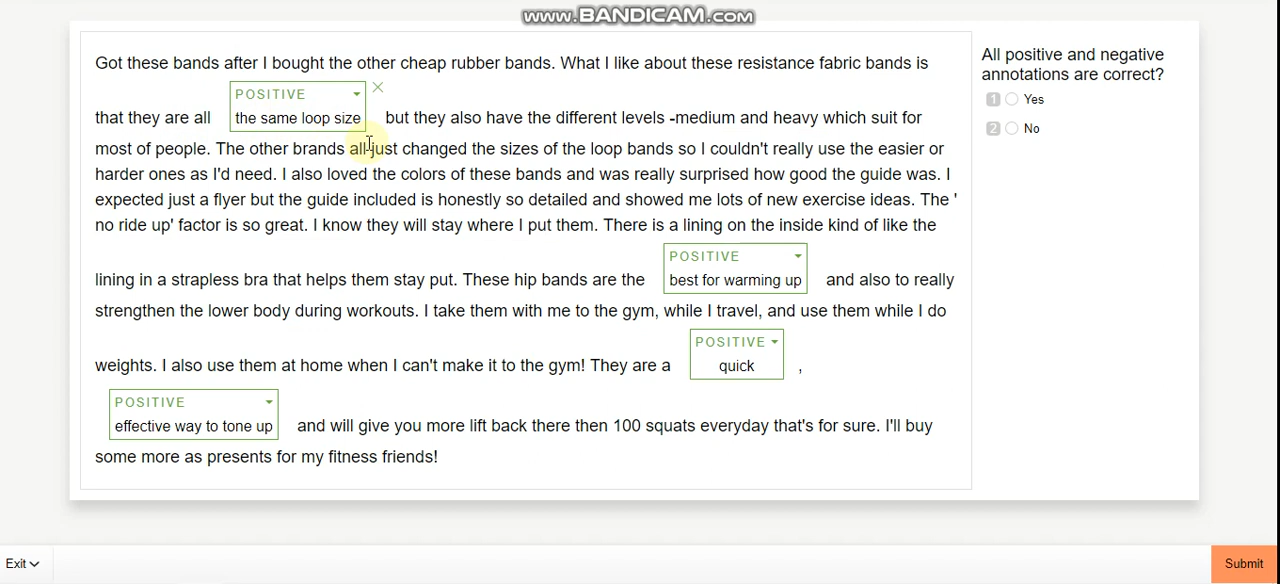 www.BANDICAM.com
Got these bands after I bought the other cheap rubber bands. What I like about these resistance fabric bands is
POSITIVE
that they are all the same loop size but they also have the different levels -medium and heavy which suit for
most of people. The other brands all just changed the sizes of the loop bands so I couldn't really use the easier or
harder ones as I'd need. I also loved the colors of these bands and was really surprised how good the guide was. I
expected just a flyer but the guide included is honestly so detailed and showed me lots of new exercise ideas. The '
no ride up' factor is so great. I know they will stay where I put them. There is a lining on the inside kind of like the
POSITIVE
lining in a strapless bra that helps them stay put. These hip bands are the best for warming up and also to really
strengthen the lower body during workouts. I take them with me to the gym, while I travel, and use them while I do
POSITIVE
weights. I also use them at home when I can't make it to the gym! They are a quick ,
POSITIVE
effective way to tone up and will give you more lift back there then 100 squats everyday that's for sure. I'll buy
some more as presents for my fitness friends!
All positive and negative
annotations are correct?
1 Yes
2 No
Exit
Submit